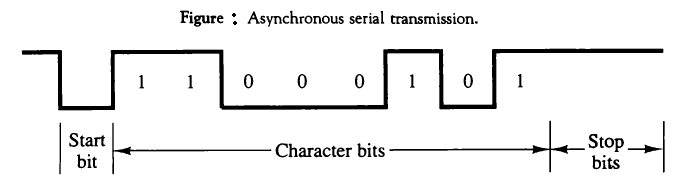 Figure : Asynchronous serial transmission.
1 1 0 0 0 1 0 1
Start
bit
Character bits
Stop
bits